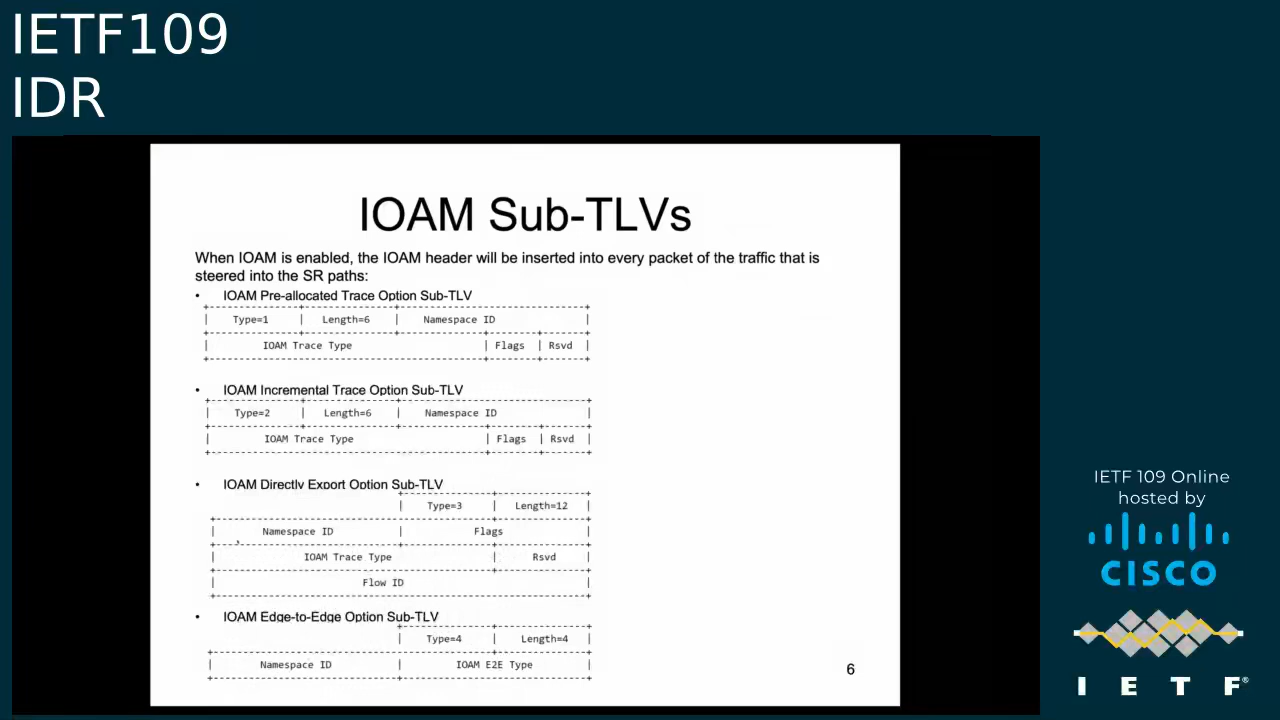 IETF109
IDR
IOAM Sub-TLVs
When IOAM is enabled, the IOAM header will be inserted into every packet of the traffic that is
steered into the SR paths:
• IOAM Pre-allocated Trace Option Sub-TLV
| Type=1 | Length=6 | Namespace ID |
| IOAM Trace Type | Flags | Rsvd |
• IOAM Incremental Trace Option Sub-TLV
| Type=2 | Length=6 | Namespace ID |
| IOAM Trace Type | Flags | Rsvd |
• IOAM Directly Export Option Sub-TLV
| Type=3 | Length=12 |
| Namespace ID | Flags |
| IOAM Trace Type | Rsvd |
| Flow ID |
• IOAM Edge-to-Edge Option Sub-TLV
| Type=4 | Length=4 |
| Namespace ID | IOAM E2E Type |
6
IETF 109 Online
hosted by
CISCO
I E T F®